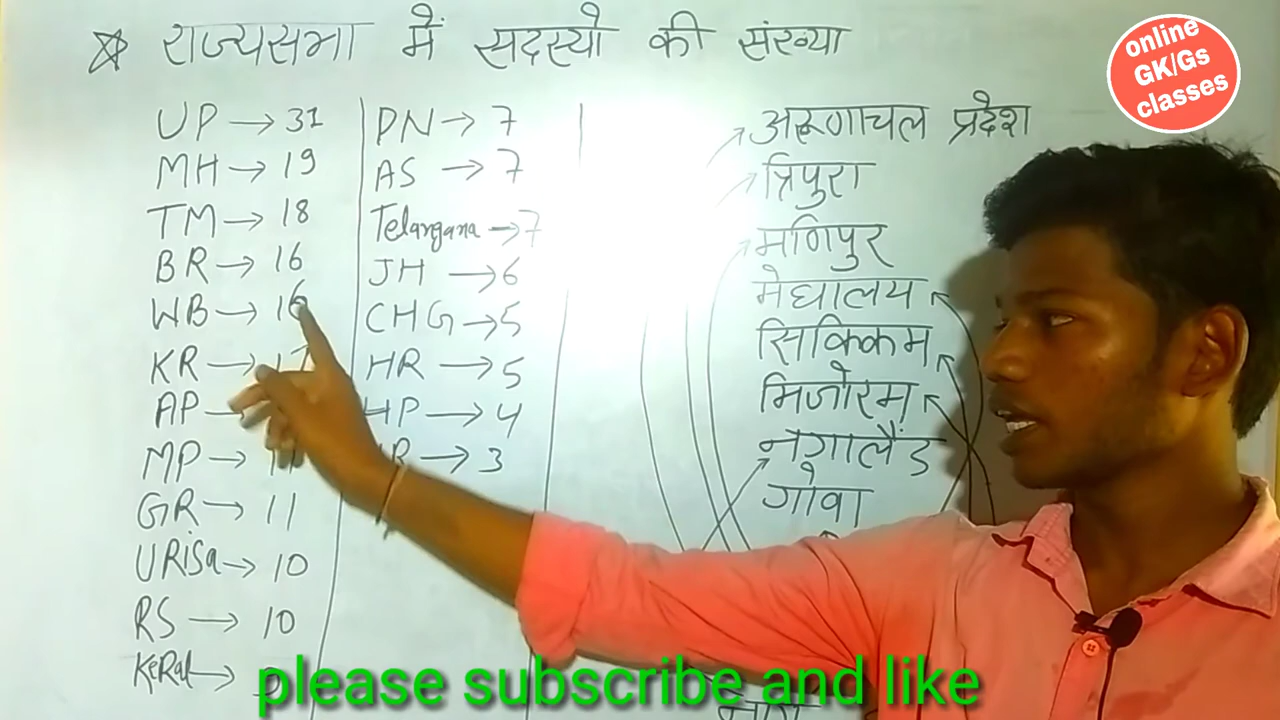 राज्यसभा में सदस्यो की संख्या
online
GK/Gs
classes
UP → 31
MH → 19
TM → 18
BR → 16
WB → 16
KR →
AP
MP →
GR → 11
URiSa → 10
RS → 10
KeRal →
PN → 7
AS → 7
Telangana → 7
JH → 6
CHG → 5
HR → 5
HP → 4
→ 3
अरूणाचल प्रदेश
त्रिपुरा
मणिपुर
मेघालय
सिक्किम
मिजोरम
नगालैंड
गोवा
please subscribe and like